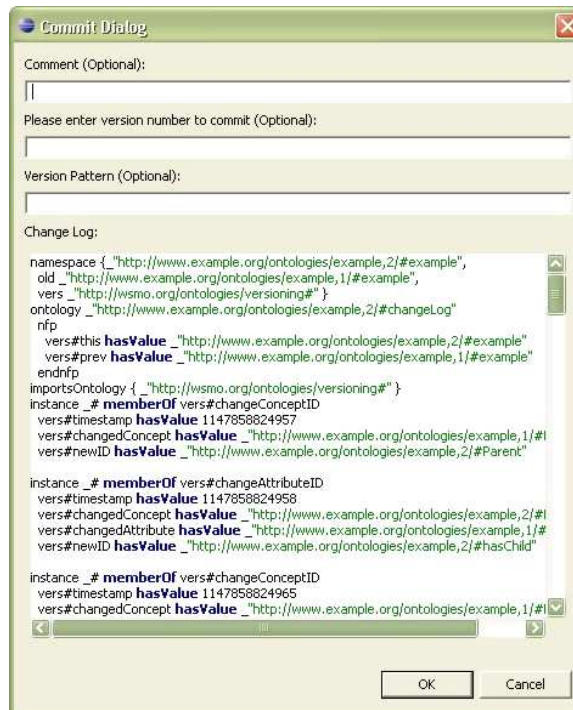 Commit Dialog
Comment (Optional):
Please enter version number to commit (Optional):
Version Pattern (Optional):
Change Log:
namespace {_"http://www.example.org/ontologies/example,2/#example",
old _"http://www.example.org/ontologies/example,1/#example",
vers _"http://wsmo.org/ontologies/versioning#" }
ontology _"http://www.example.org/ontologies/example,2/#changeLog"
nfp
vers#this hasValue _"http://www.example.org/ontologies/example,2/#example"
vers#prev hasValue _"http://www.example.org/ontologies/example,1/#example"
endnfp
importsOntology { _"http://wsmo.org/ontologies/versioning#" }
instance _# memberOf vers#changeConceptID
vers#timestamp hasValue 1147858824957
vers#changedConcept hasValue _"http://www.example.org/ontologies/example,1/#
vers#newID hasValue _"http://www.example.org/ontologies/example,2/#Parent"
instance _# memberOf vers#changeAttributeID
vers#timestamp hasValue 1147858824958
vers#changedConcept hasValue _"http://www.example.org/ontologies/example,2/#
vers#changedAttribute hasValue _"http://www.example.org/ontologies/example,1/#
vers#newID hasValue _"http://www.example.org/ontologies/example,2/#hasChild"
instance _# memberOf vers#changeConceptID
vers#timestamp hasValue 1147858824965
vers#changedConcept hasValue _"http://www.example.org/ontologies/example,1/#
OK Cancel